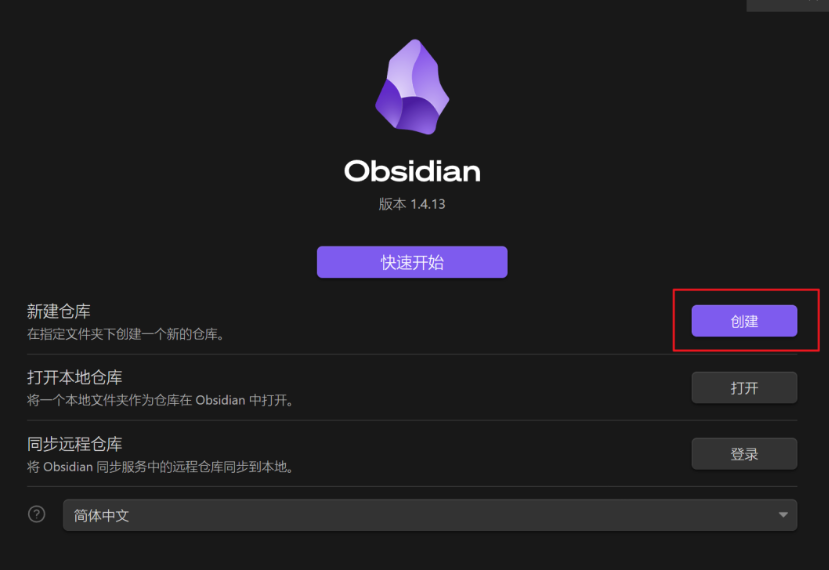 Obsidian
版本 1.4.13
快速开始
新建仓库
在指定文件夹下创建一个新的仓库。
创建
打开本地仓库
将一个本地文件夹作为仓库在 Obsidian 中打开。
打开
同步远程仓库
将 Obsidian 同步服务中的远程仓库同步到本地。
登录
简体中文